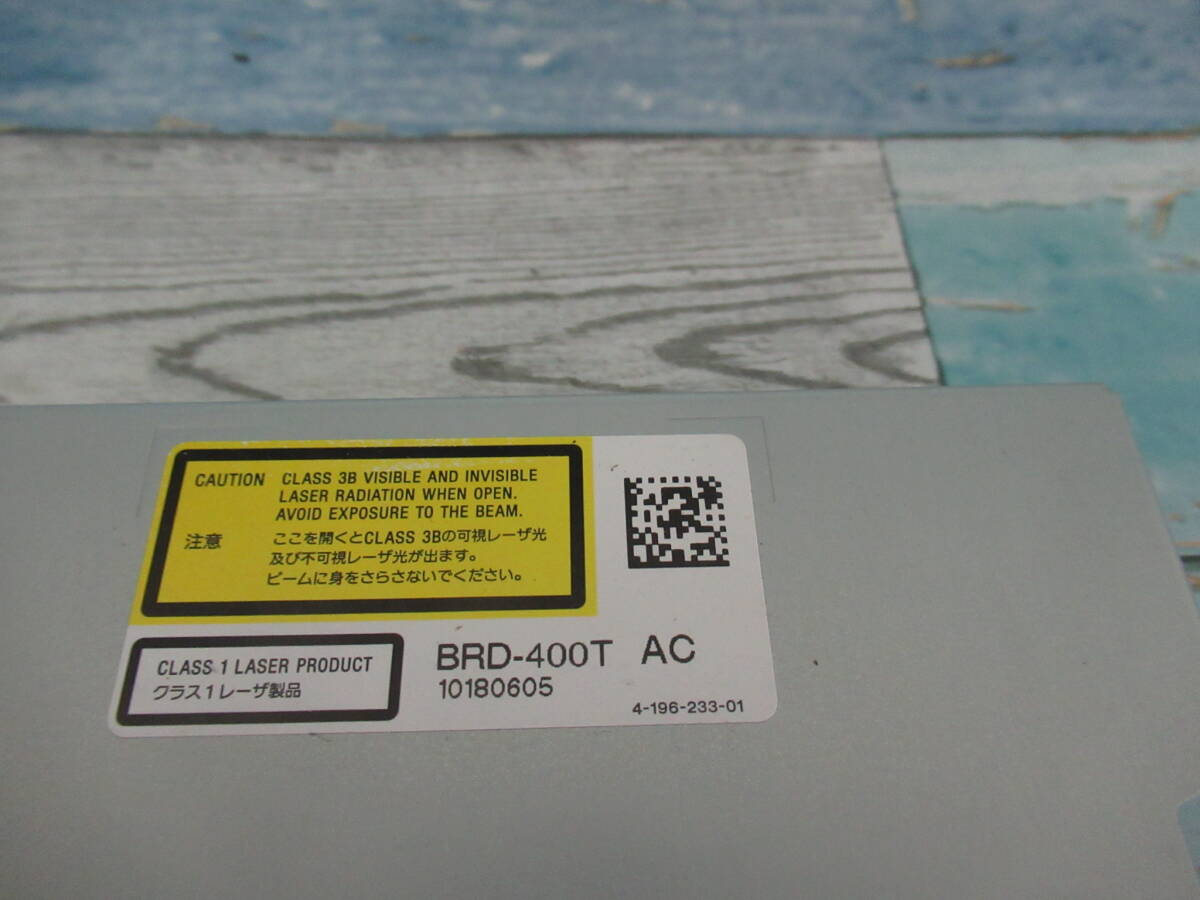 CAUTION CLASS 3B VISIBLE AND INVISIBLE
LASER RADIATION WHEN OPEN.
AVOID EXPOSURE TO THE BEAM.
注意 ここを開くとCLASS 3Bの可視レーザ光
及び不可視レーザ光が出ます。
ビームに身をさらさないでください。
CLASS 1 LASER PRODUCT
クラス1レーザ製品
BRD-400T AC
10180605
4-196-233-01